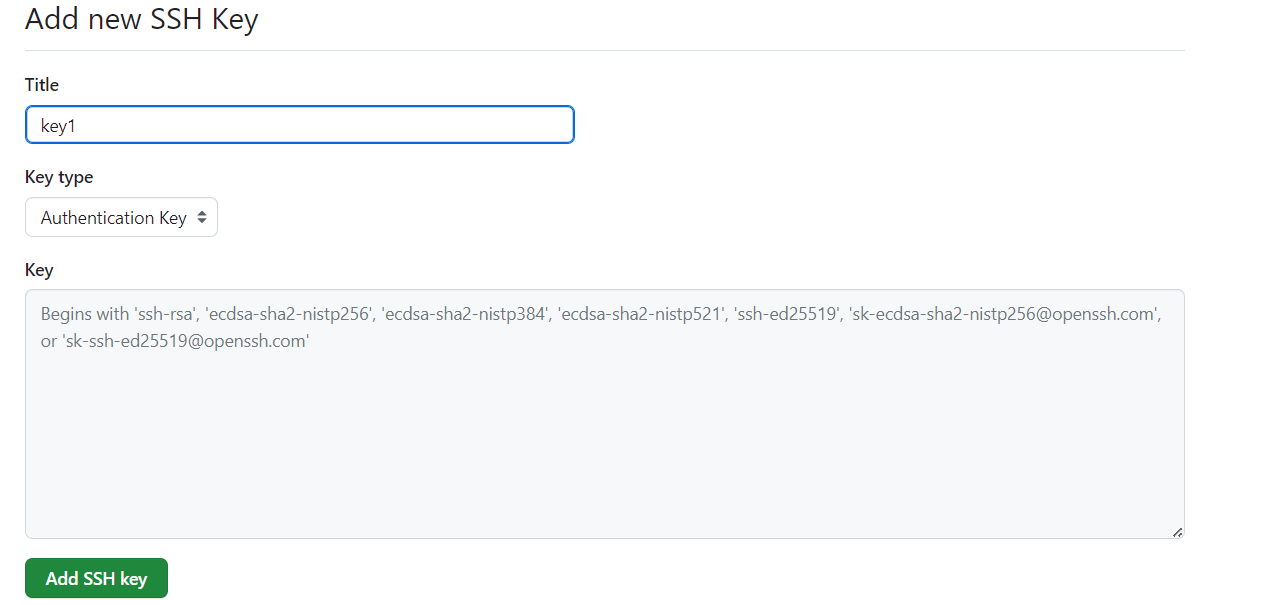 Add new SSH Key
Title
key1
Key type
Authentication Key
Key
Begins with 'ssh-rsa', 'ecdsa-sha2-nistp256', 'ecdsa-sha2-nistp384', 'ecdsa-sha2-nistp521', 'ssh-ed25519', 'sk-ecdsa-sha2-nistp256@openssh.com',
or 'sk-ssh-ed25519@openssh.com'
Add SSH key